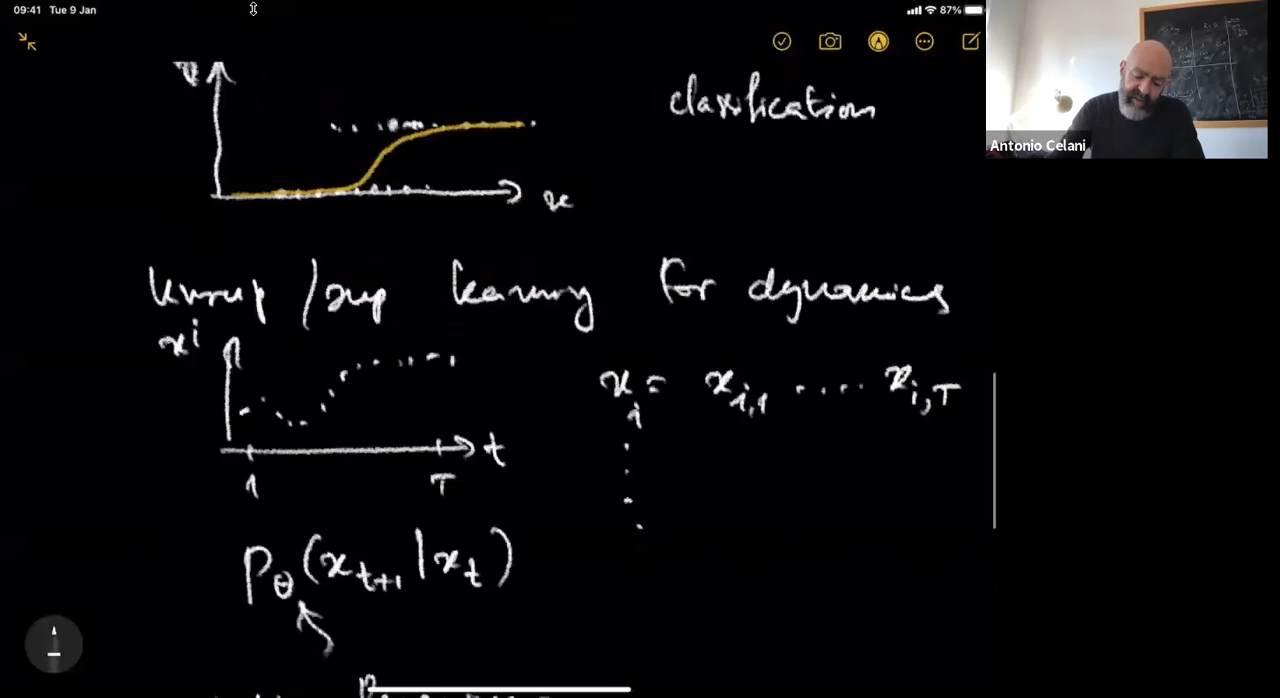 09:41 Tue 9 Jan
87%
y
classification
x
Unsup / sup learning for dynamics
xⁱ
x_i = x_{i,1} .... x_{i,T}
t
1 T
P_θ(x_{t+1} | x_t)
Antonio Celani